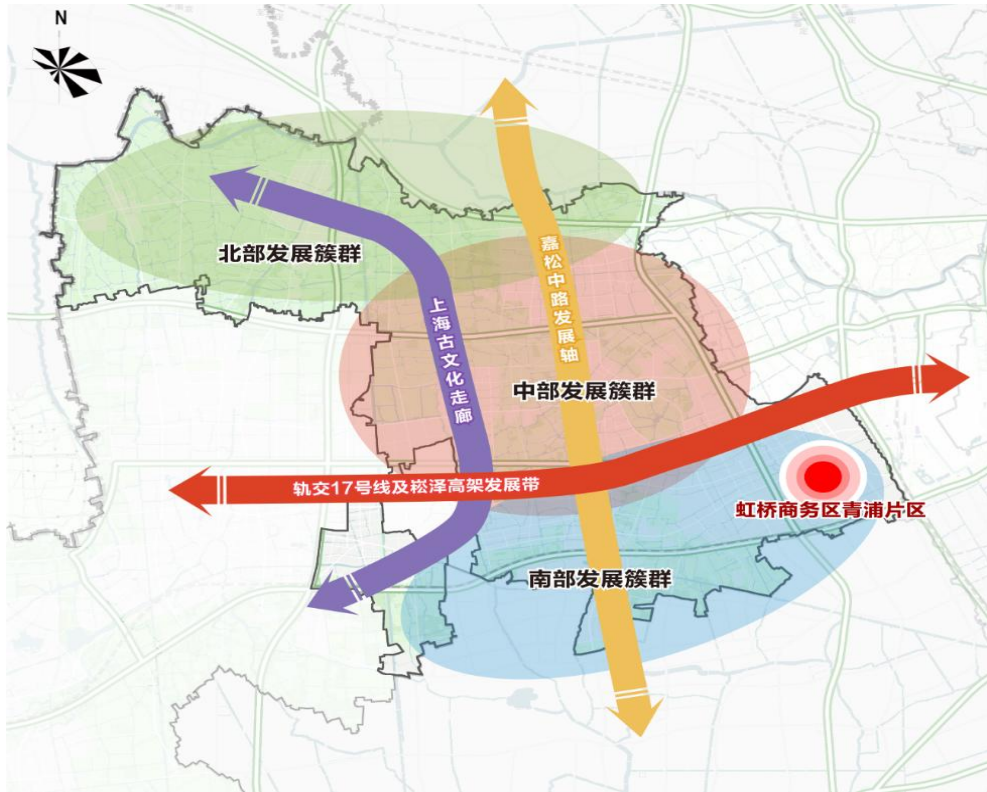 N
北部发展簇群
嘉松中路发展轴
上海古文化走廊
中部发展簇群
轨交17号线及崧泽高架发展带
虹桥商务区青浦片区
南部发展簇群